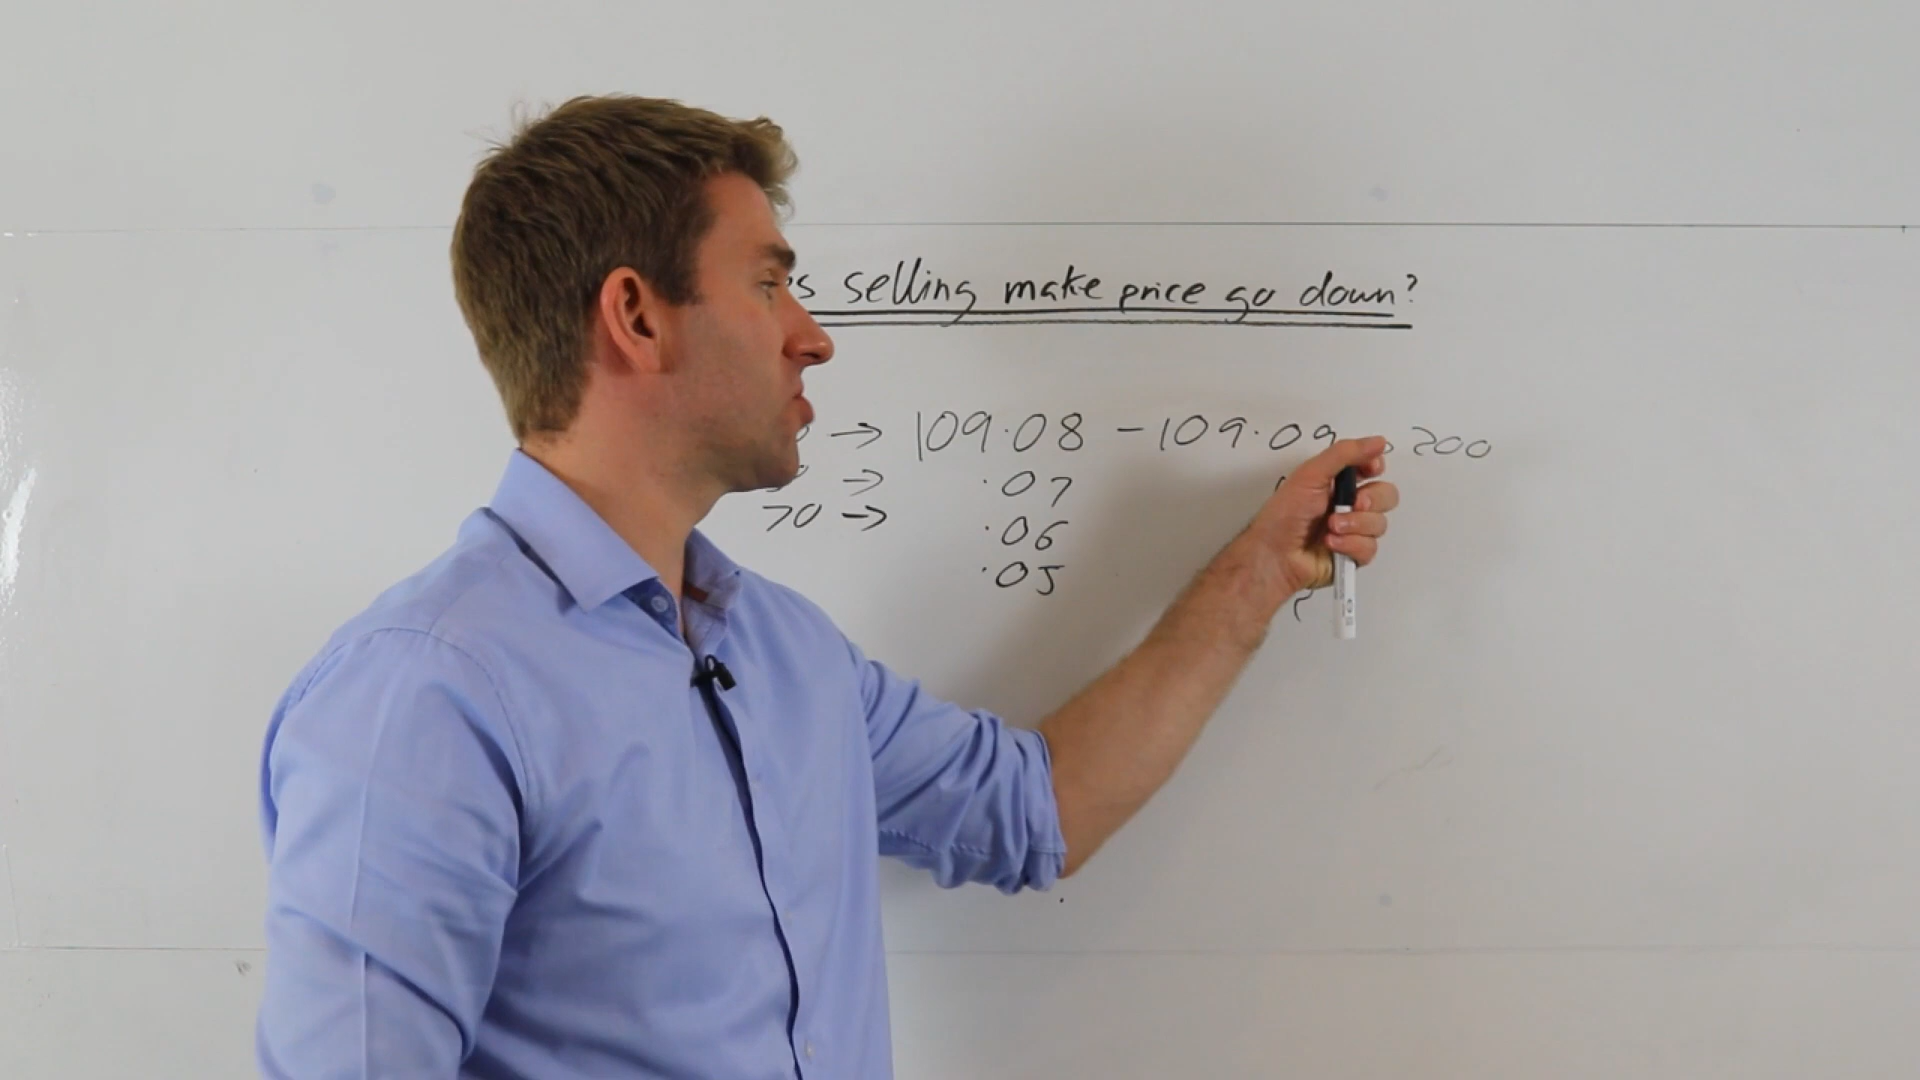 selling make price go down?
→ 109.08 - 109.09 200
→ .07
70 → .06
.05